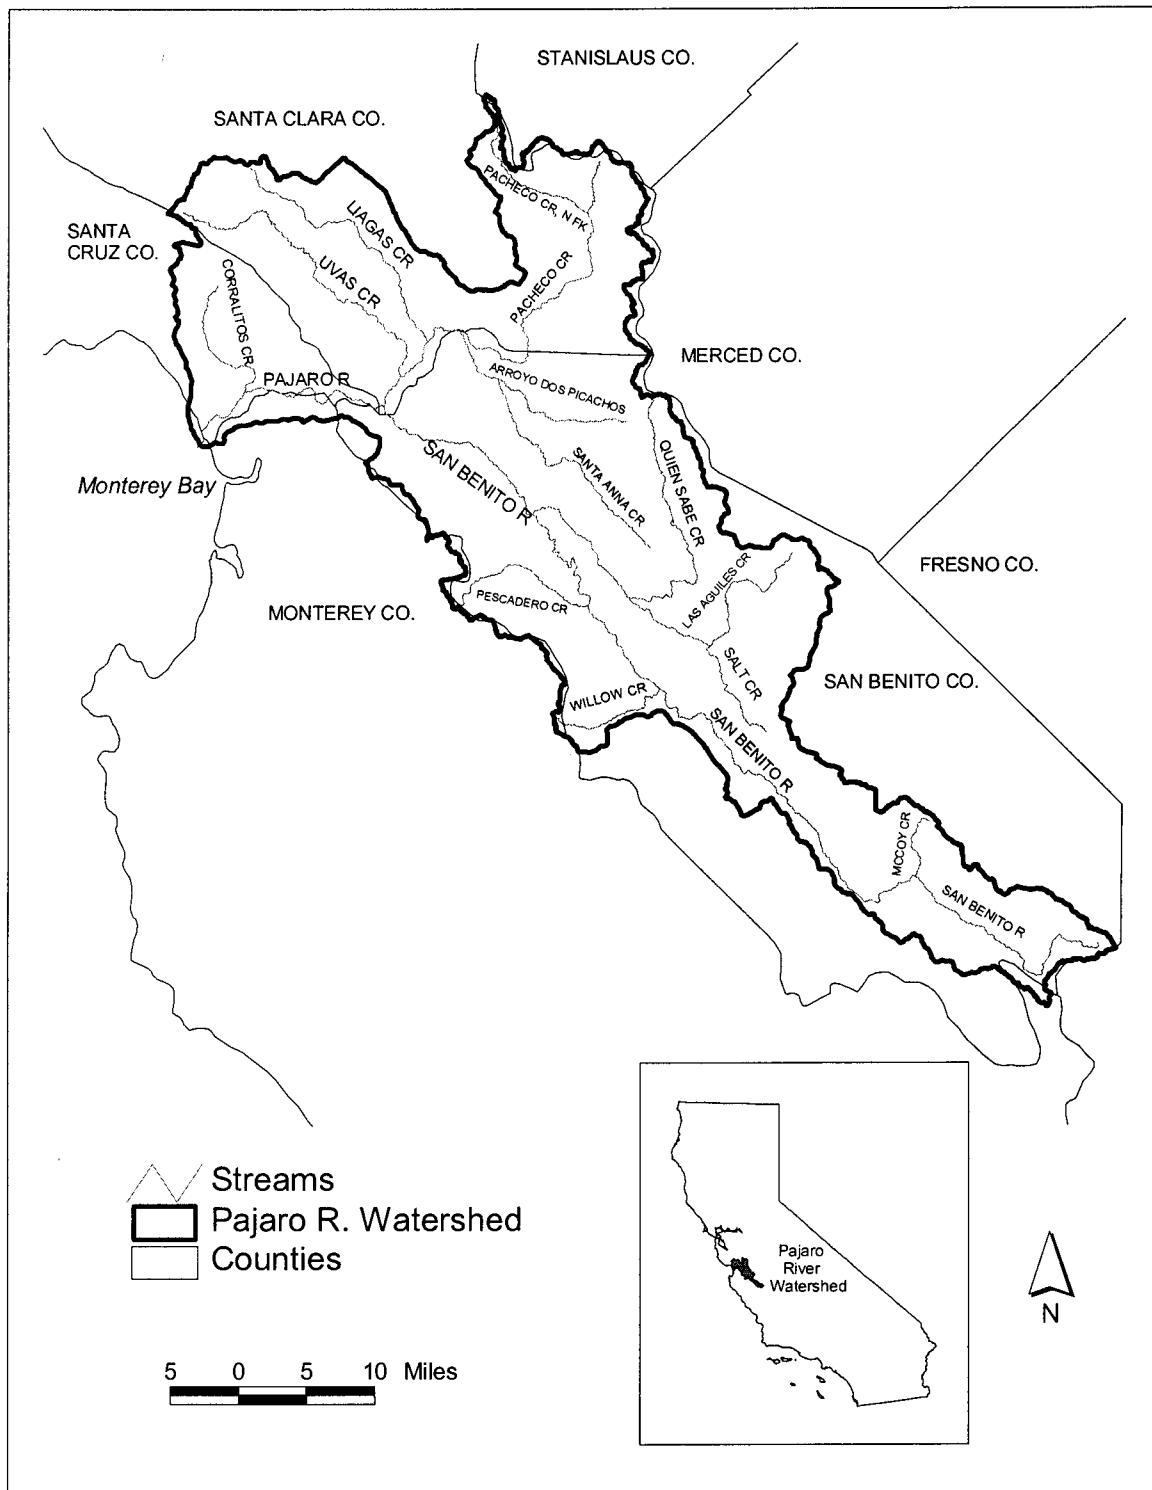 STANISLAUS CO.
SANTA CLARA CO.
PACHECO CR, N FK
LIAGAS CR
SANTA
CRUZ CO.
UVAS CR
CORRALITOS CR
PACHECO CR
MERCED CO.
PAJARO R
ARROYO DOS PICACHOS
SAN BENITO R
SANTA ANNA CR
QUIEN SABE CR
Monterey Bay
FRESNO CO.
LAS AGUILES CR
PESCADERO CR
MONTEREY CO.
SALT CR
SAN BENITO CO.
WILLOW CR
SAN BENITO R
MCCOY CR
SAN BENITO R
Streams
Pajaro R. Watershed
Counties
Pajaro
River
Watershed
N
5 0 5 10 Miles